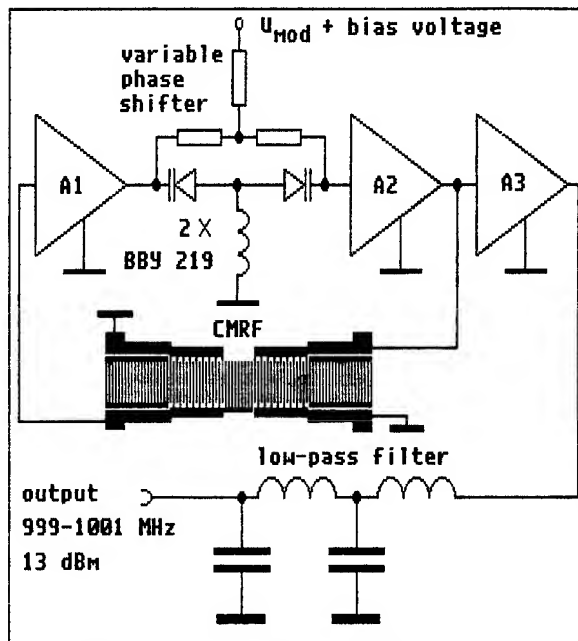 U_Mod + bias voltage
variable
phase
shifter
A1
A2
A3
2 X
BBY 219
CMRF
low-pass filter
output
999-1001 MHz
13 dBm